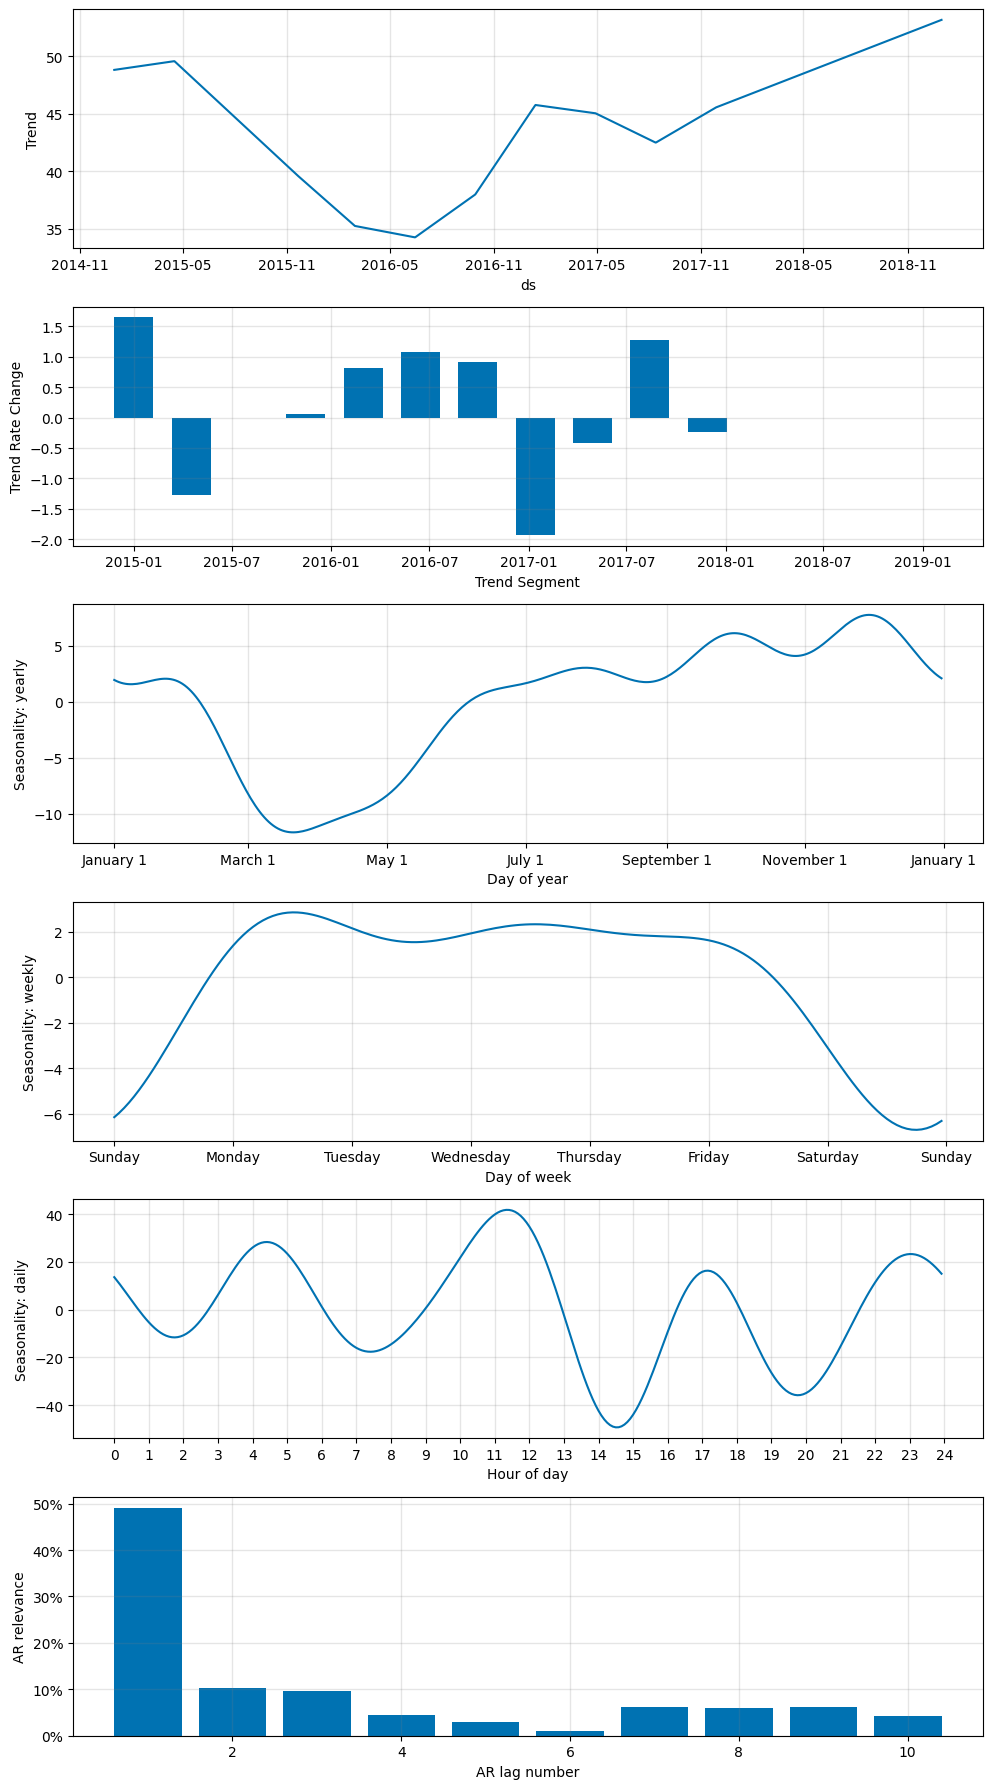 50
45
40
35
Trend
2014-11 2015-05 2015-11 2016-05 2016-11 2017-05 2017-11 2018-05 2018-11
ds
1.5
1.0
0.5
0.0
−0.5
−1.0
−1.5
−2.0
Trend Rate Change
2015-01 2015-07 2016-01 2016-07 2017-01 2017-07 2018-01 2018-07 2019-01
Trend Segment
5
0
−5
−10
Seasonality: yearly
January 1 March 1 May 1 July 1 September 1 November 1 January 1
Day of year
2
0
−2
−4
−6
Seasonality: weekly
Sunday Monday Tuesday Wednesday Thursday Friday Saturday Sunday
Day of week
40
20
0
−20
−40
Seasonality: daily
0 1 2 3 4 5 6 7 8 9 10 11 12 13 14 15 16 17 18 19 20 21 22 23 24
Hour of day
50%
40%
30%
20%
10%
0%
AR relevance
2 4 6 8 10
AR lag number